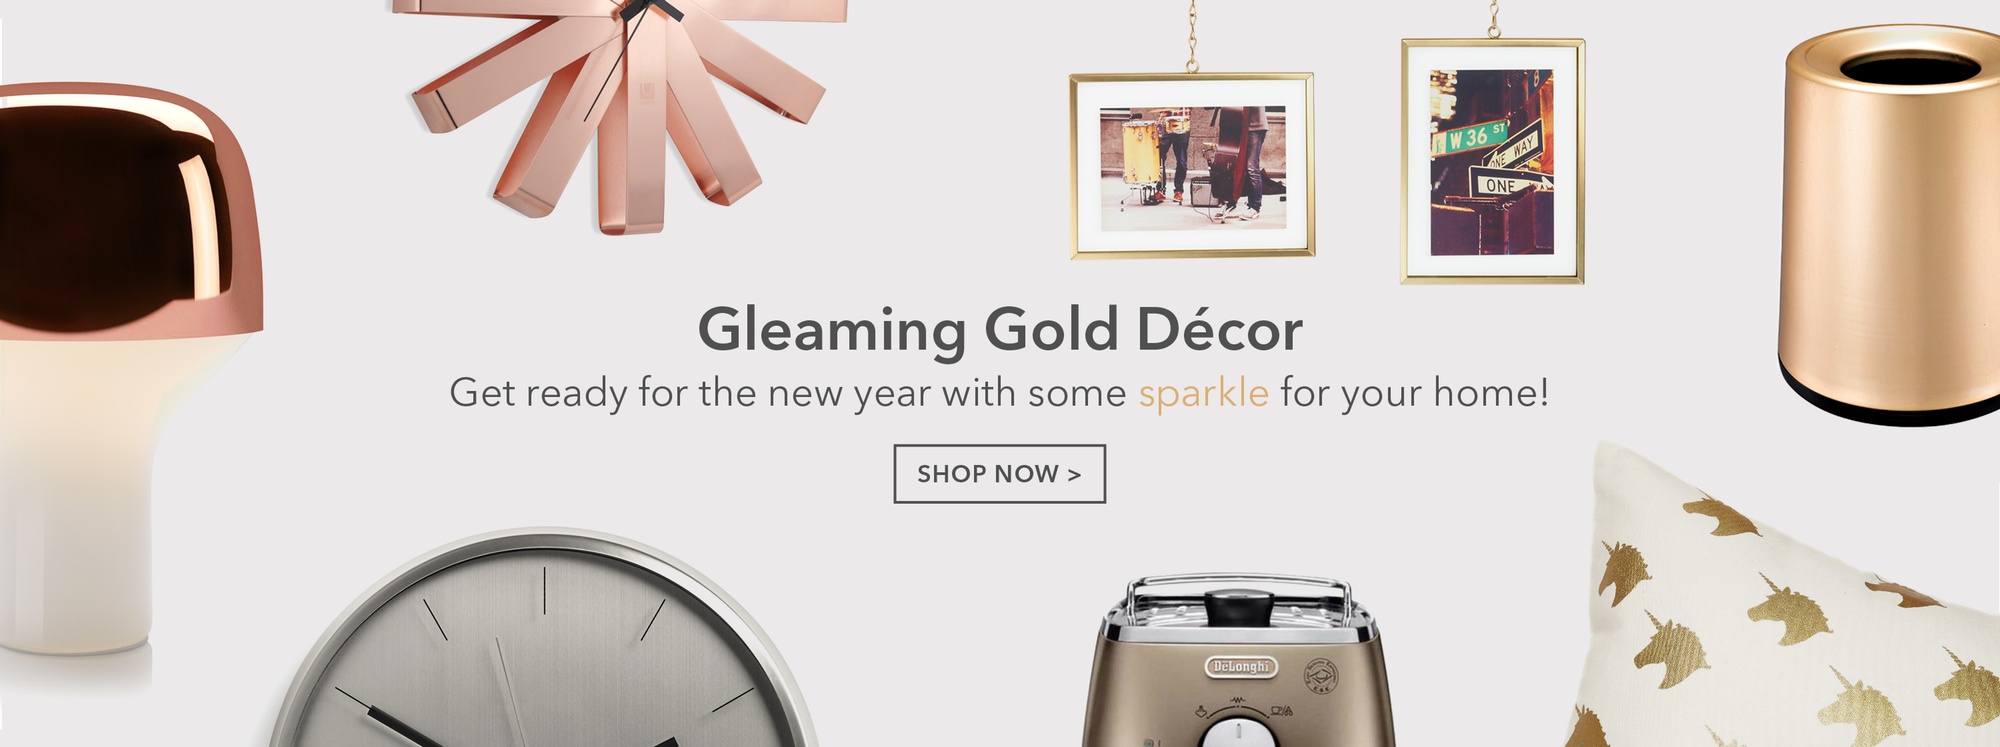 W 36 ST
ONE WAY
ONE
Gleaming Gold Décor
Get ready for the new year with some sparkle for your home!
SHOP NOW >
DeLonghi